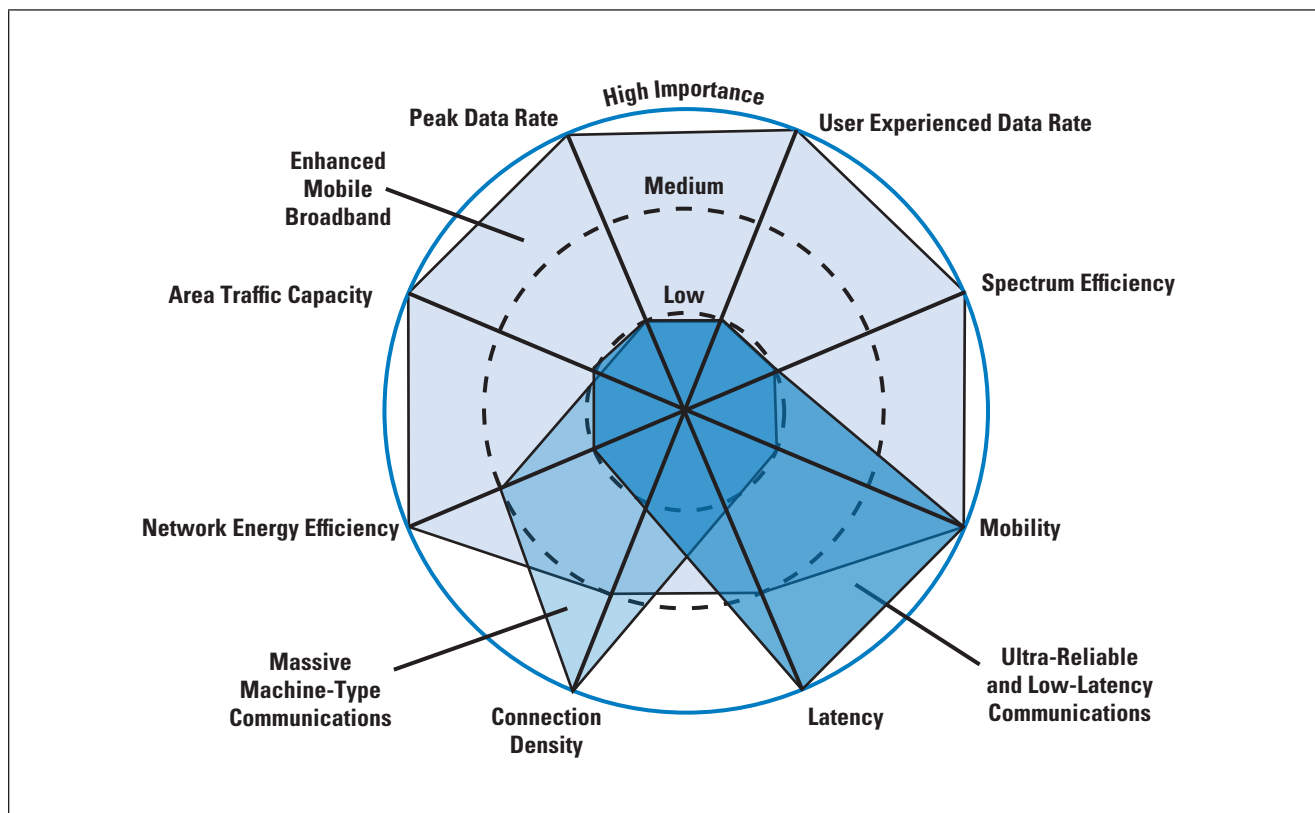 High Importance
Peak Data Rate
User Experienced Data Rate
Enhanced
Mobile
Broadband
Medium
Area Traffic Capacity
Low
Spectrum Efficiency
Network Energy Efficiency
Mobility
Massive
Machine-Type
Communications
Connection
Density
Latency
Ultra-Reliable
and Low-Latency
Communications